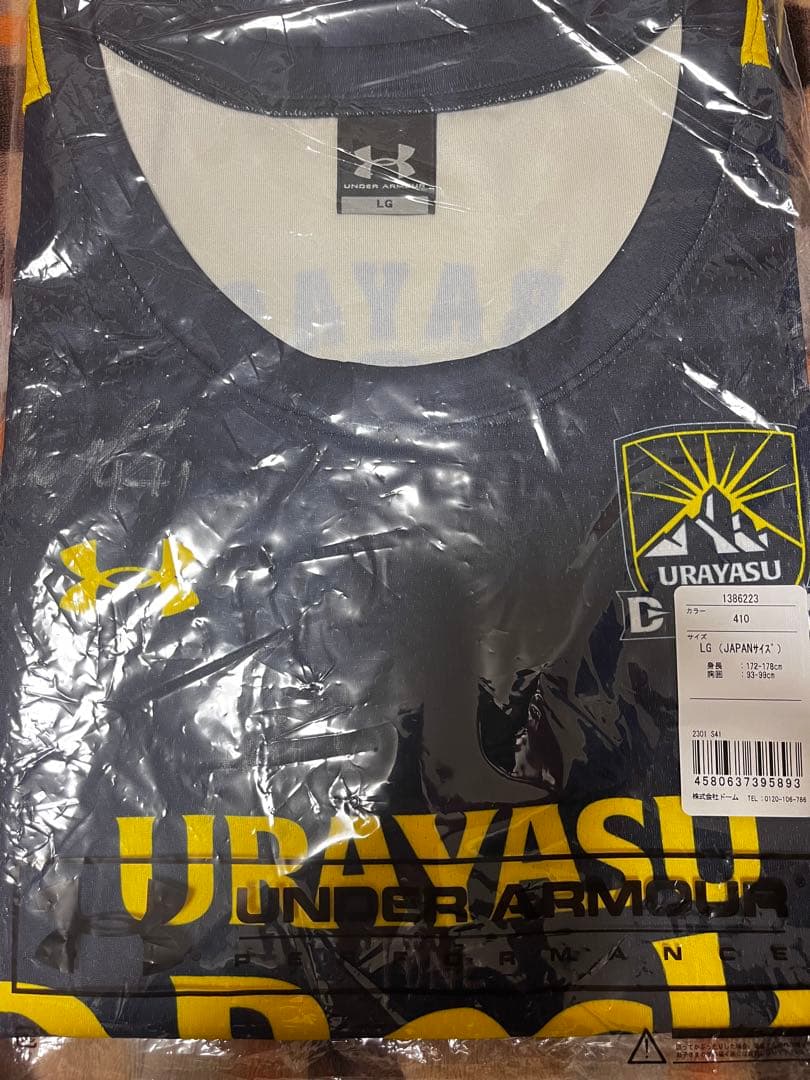 UNDER ARMOUR
LG
URAYASU
D
1386223
カラー
410
サイズ
LG (JAPANｻｲｽﾞ)
身長 :172-178cm
胸囲 :93-99cm
2301 S41
4580637395893
株式会社ドーム TEL:0120-106-786
URAYASU
UNDER ARMOUR
PERFORMANCE
D-Rock